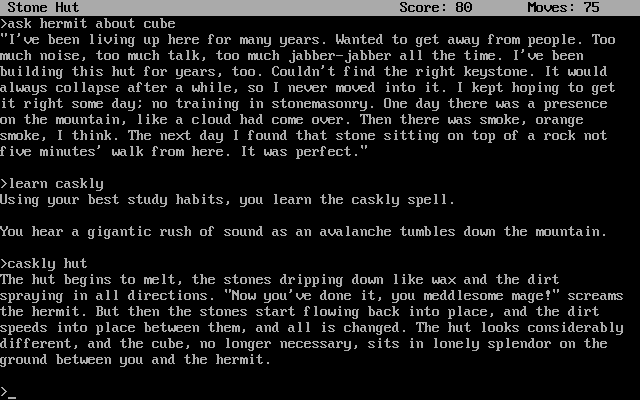 Stone Hut Score: 80 Moves: 75
>ask hermit about cube
"I've been living up here for many years. Wanted to get away from people. Too
much noise, too much talk, too much jabber-jabber all the time. I've been
building this hut for years, too. Couldn't find the right keystone. It would
always collapse after a while, so I never moved into it. I kept hoping to get
it right some day; no training in stonemasonry. One day there was a presence
on the mountain, like a cloud had come over. Then there was smoke, orange
smoke, I think. The next day I found that stone sitting on top of a rock not
five minutes' walk from here. It was perfect."
>learn caskly
Using your best study habits, you learn the caskly spell.
You hear a gigantic rush of sound as an avalanche tumbles down the mountain.
>caskly hut
The hut begins to melt, the stones dripping down like wax and the dirt
spraying in all directions. "Now you've done it, you meddlesome mage!" screams
the hermit. But then the stones start flowing back into place, and the dirt
speeds into place between them, and all is changed. The hut looks considerably
different, and the cube, no longer necessary, sits in lonely splendor on the
ground between you and the hermit.
>_